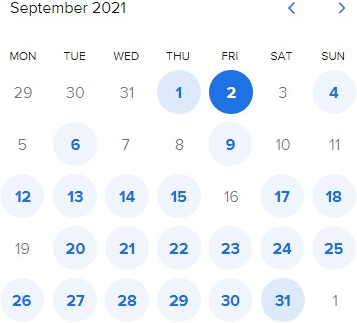 September 2021
MON TUE WED THU FRI SAT SUN
29 30 31 1 2 3 4
5 6 7 8 9 10 11
12 13 14 15 16 17 18
19 20 21 22 23 24 25
26 27 28 29 30 31 1